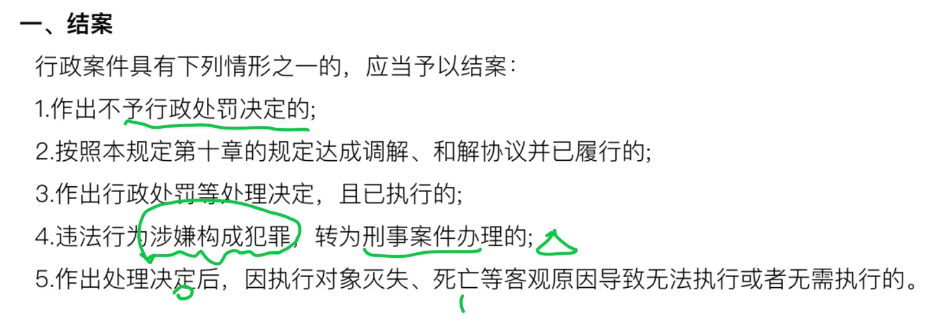 一、结案
行政案件具有下列情形之一的，应当予以结案：
1.作出不予行政处罚决定的;
2.按照本规定第十章的规定达成调解、和解协议并已履行的;
3.作出行政处罚等处理决定，且已执行的;
4.违法行为涉嫌构成犯罪，转为刑事案件办理的;
5.作出处理决定后，因执行对象灭失、死亡等客观原因导致无法执行或者无需执行的。